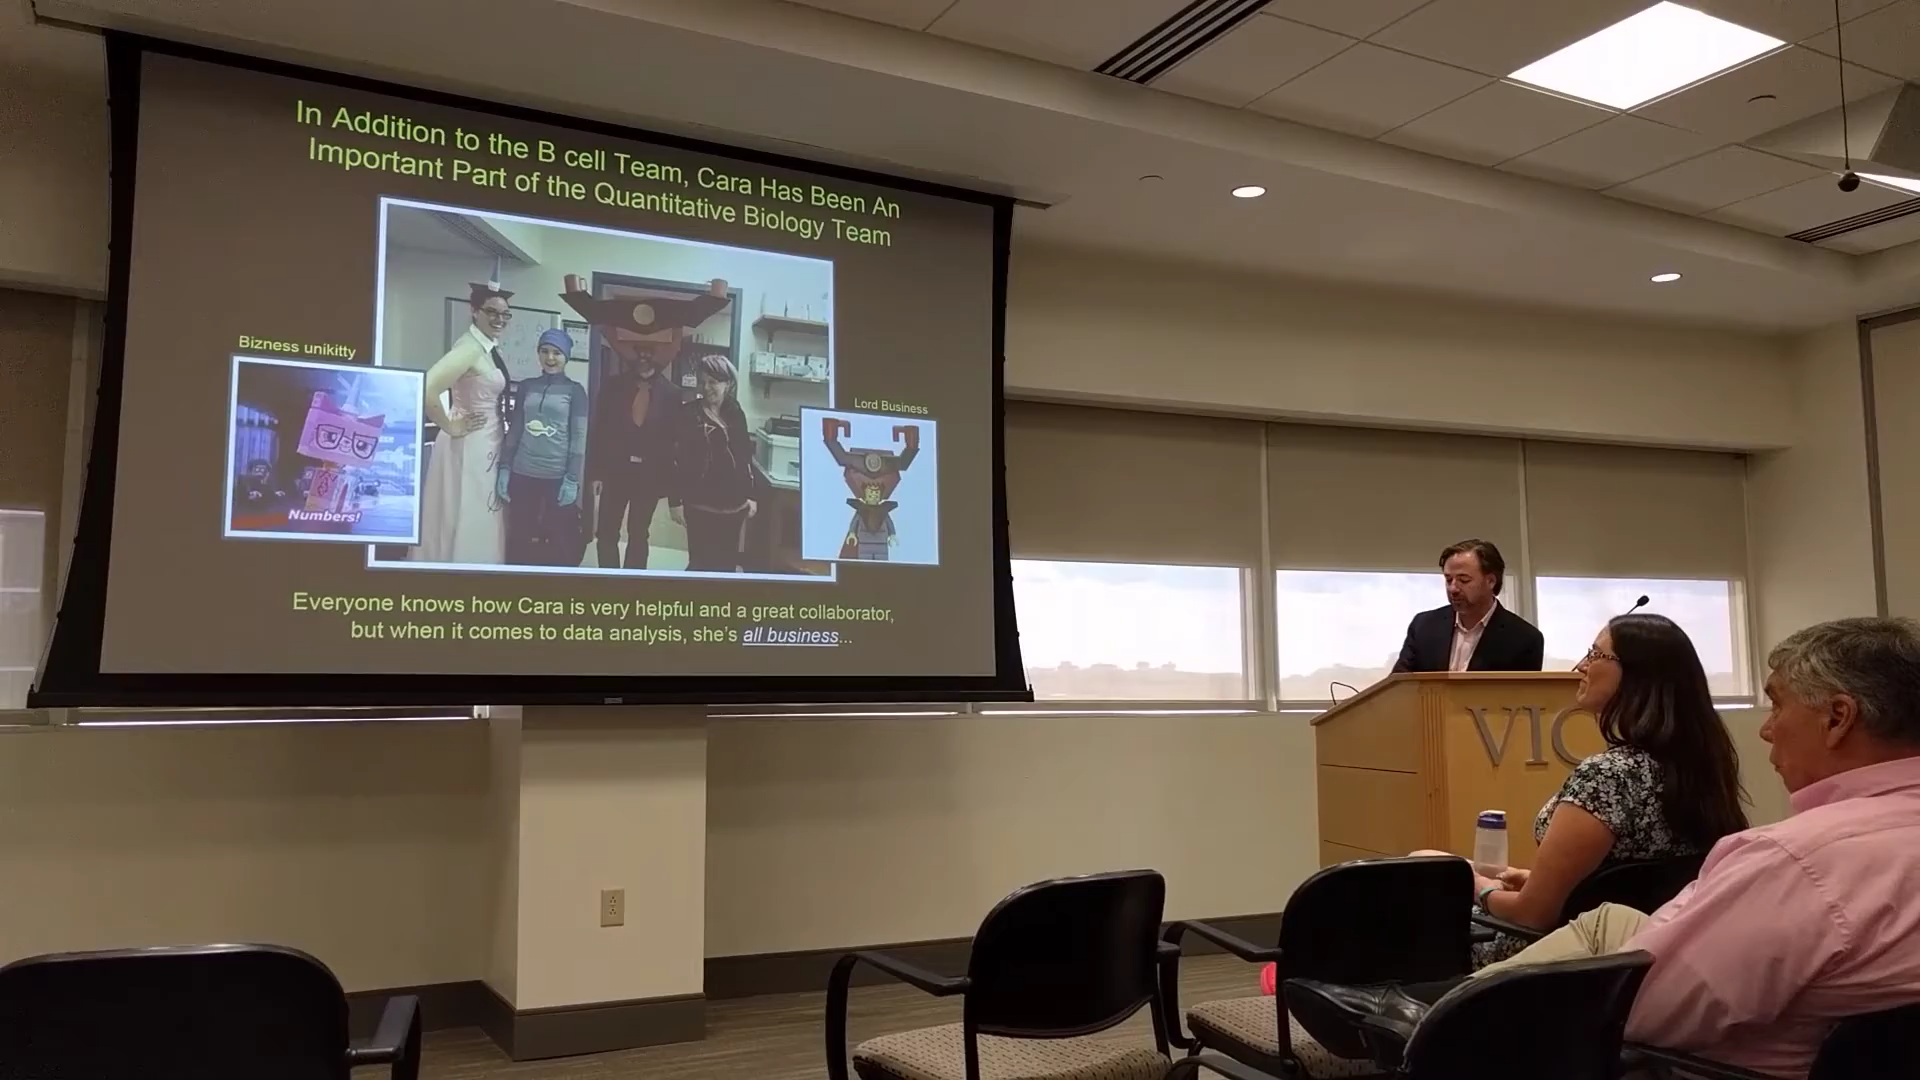 In Addition to the B cell Team, Cara Has Been An
Important Part of the Quantitative Biology Team
Bizness unikitty
Numbers!
Lord Business
Everyone knows how Cara is very helpful and a great collaborator,
but when it comes to data analysis, she's all business...
VIC